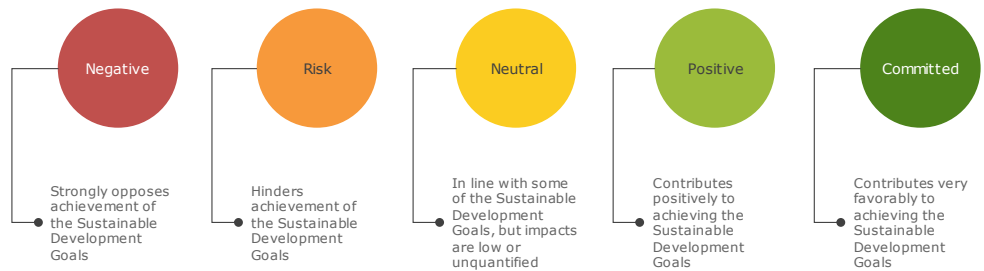 Negative
Risk
Neutral
Positive
Committed
Strongly opposes
achievement of
the Sustainable
Development
Goals
Hinders
achievement of
the Sustainable
Development
Goals
In line with some
of the Sustainable
Development
Goals, but impacts
are low or
unquantified
Contributes
positively to
achieving the
Sustainable
Development
Goals
Contributes very
favorably to
achieving the
Sustainable
Development
Goals